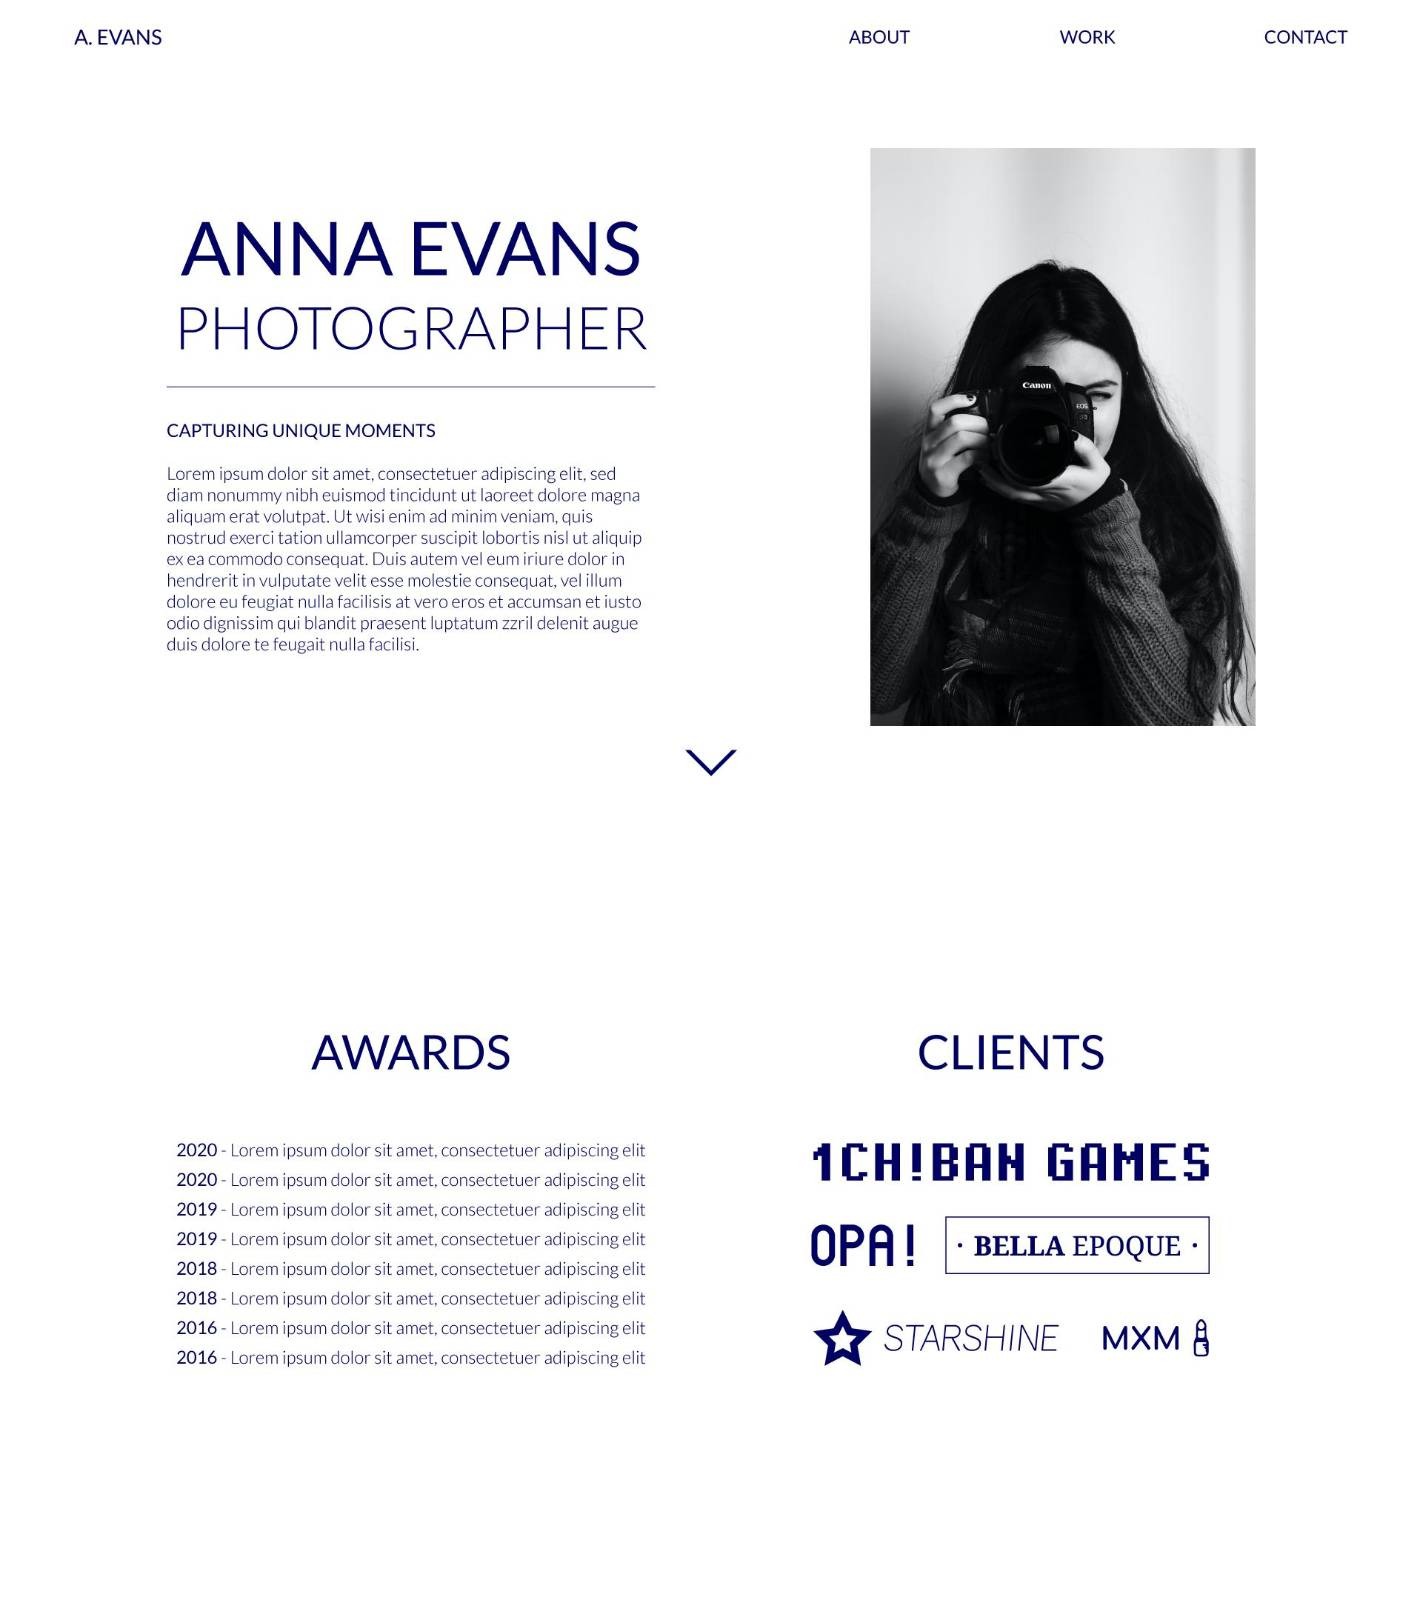 A. EVANS
ABOUT
WORK
CONTACT
ANNA EVANS
PHOTOGRAPHER
CAPTURING UNIQUE MOMENTS
Lorem ipsum dolor sit amet, consectetuer adipiscing elit, sed
diam nonummy nibh euismod tincidunt ut laoreet dolore magna
aliquam erat volutpat. Ut wisi enim ad minim veniam, quis
nostrud exerci tation ullamcorper suscipit lobortis nisl ut aliquip
ex ea commodo consequat. Duis autem vel eum iriure dolor in
hendrerit in vulputate velit esse molestie consequat, vel illum
dolore eu feugiat nulla facilisis at vero eros et accumsan et iusto
odio dignissim qui blandit praesent luptatum zzril delenit augue
duis dolore te feugait nulla facilisi.
Canon
EOS
AWARDS
2020 - Lorem ipsum dolor sit amet, consectetuer adipiscing elit
2020 - Lorem ipsum dolor sit amet, consectetuer adipiscing elit
2019 - Lorem ipsum dolor sit amet, consectetuer adipiscing elit
2019 - Lorem ipsum dolor sit amet, consectetuer adipiscing elit
2018 - Lorem ipsum dolor sit amet, consectetuer adipiscing elit
2018 - Lorem ipsum dolor sit amet, consectetuer adipiscing elit
2016 - Lorem ipsum dolor sit amet, consectetuer adipiscing elit
2016 - Lorem ipsum dolor sit amet, consectetuer adipiscing elit
CLIENTS
1CH!BAN GAMES
OPA!
· BELLA EPOQUE ·
STARSHINE
MXM